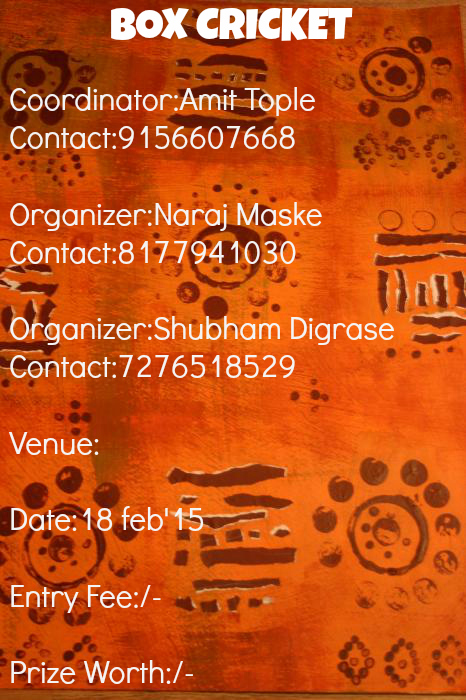 BOX CRICKET
Coordinator:Amit Tople
Contact:9156607668
Organizer:Naraj Maske
Contact:8177941030
Organizer:Shubham Digrase
Contact:7276518529
Venue:
Date:18 feb'15
Entry Fee:/-
Prize Worth:/-